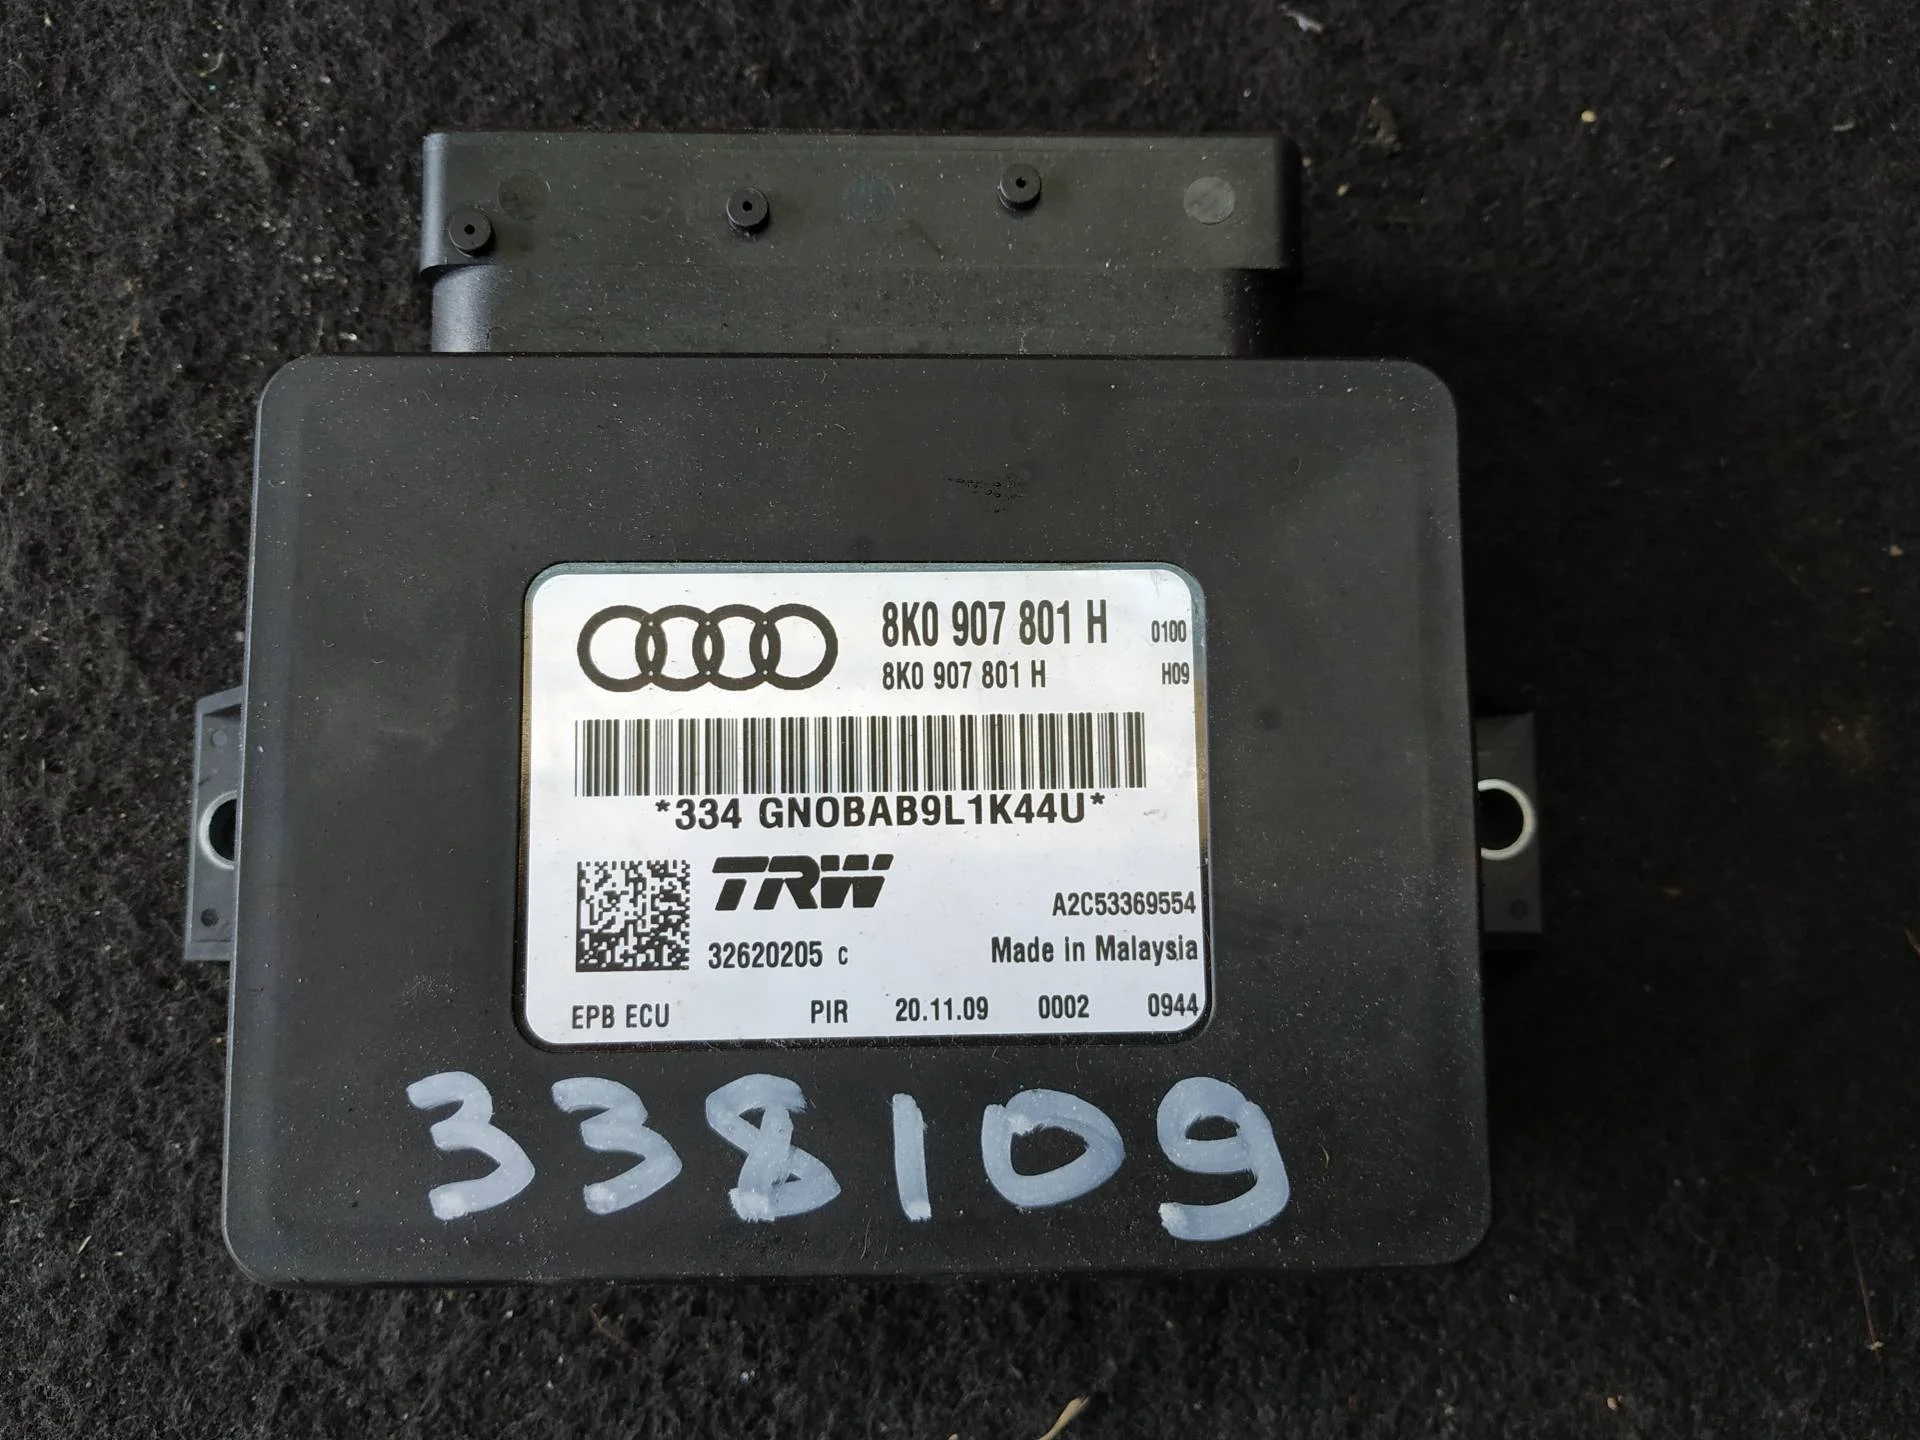 8K0 907 801 H 0100
8K0 907 801 H H09
*334 GNOBAB9L1K44U*
TRW
A2C53369554
32620205 c Made in Malaysia
EPB ECU PIR 20.11.09 0002 0944
338109